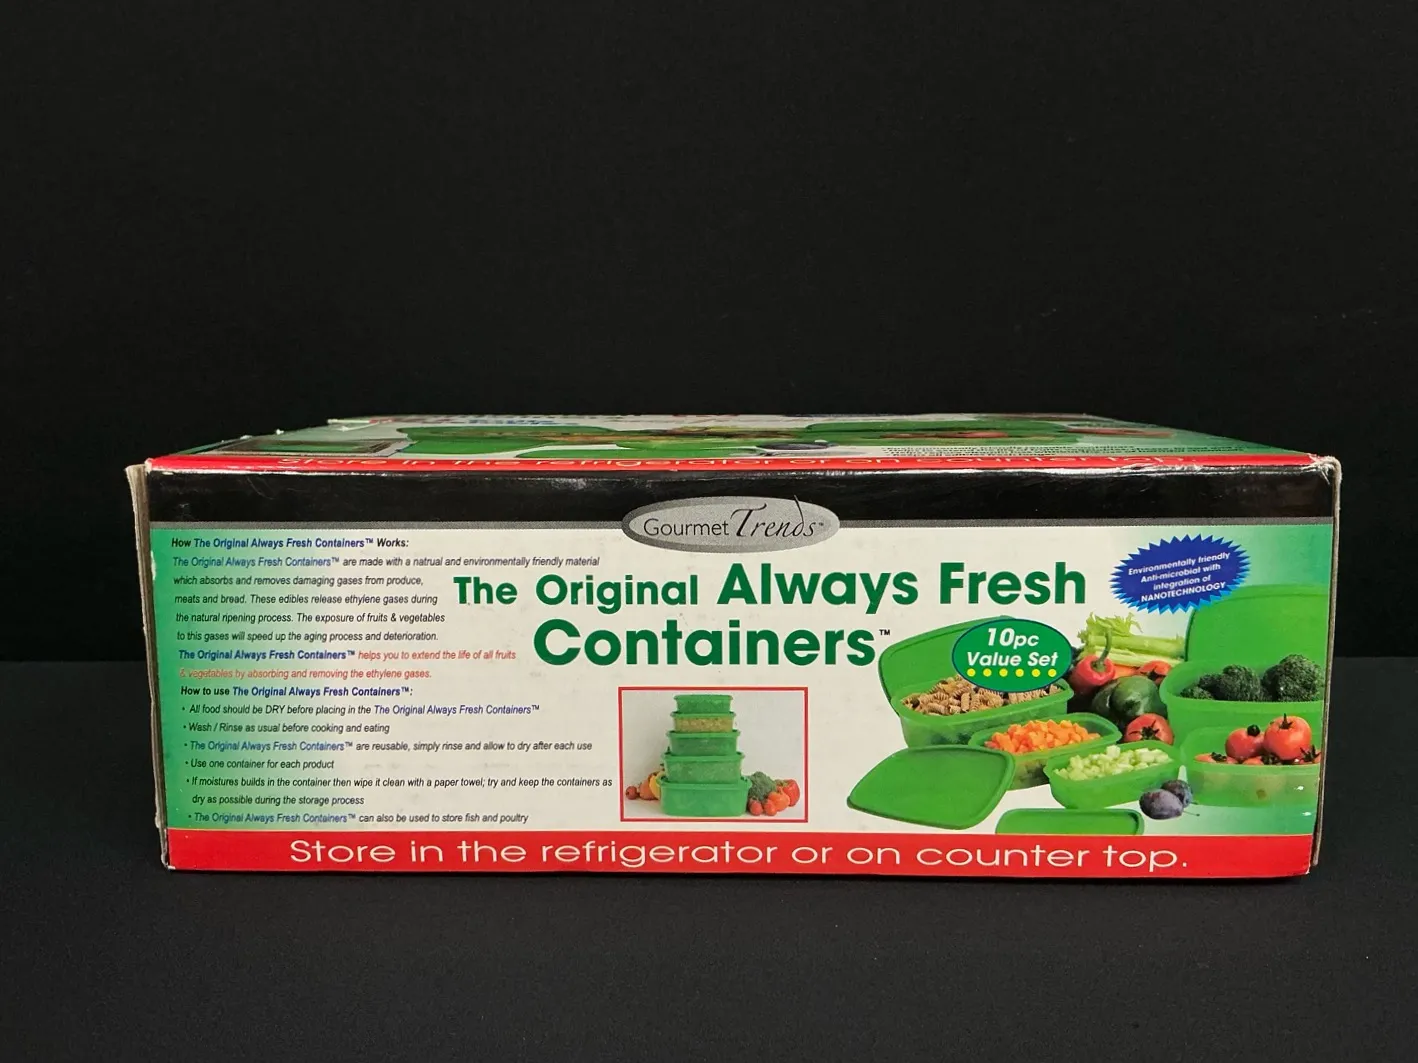 Store in the refrigerator or on counter top.
Gourmet Trends™
How The Original Always Fresh Containers™ Works:
The Original Always Fresh Containers™ are made with a natrual and environmentally friendly material
which absorbs and removes damaging gases from produce,
meats and bread. These edibles release ethylene gases during
the natural ripening process. The exposure of fruits & vegetables
to this gases will speed up the aging process and deterioration.
The Original Always Fresh Containers™ helps you to extend the life of all fruits
& vegetables by absorbing and removing the ethylene gases.
How to use The Original Always Fresh Containers™:
• All food should be DRY before placing in the The Original Always Fresh Containers™
• Wash / Rinse as usual before cooking and eating
• The Original Always Fresh Containers™ are reusable, simply rinse and allow to dry after each use
• Use one container for each product
• If moistures builds in the container then wipe it clean with a paper towel; try and keep the containers as
dry as possible during the storage process
• The Original Always Fresh Containers™ can also be used to store fish and poultry
The Original Always Fresh
Containers™
10pc
Value Set
Environmentally friendly
Anti-microbial with
integration of
NANOTECHNOLOGY
Store in the refrigerator or on counter top.